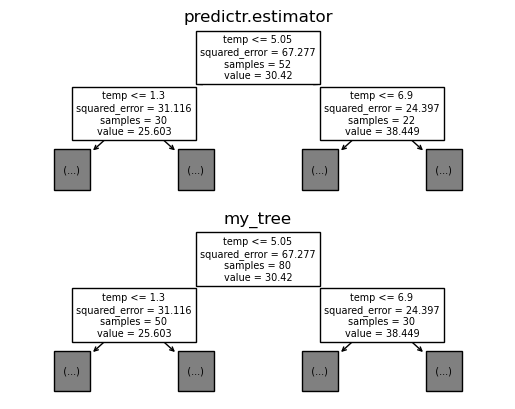 predictr.estimator
temp <= 5.05
squared_error = 67.277
samples = 52
value = 30.42
temp <= 1.3
squared_error = 31.116
samples = 30
value = 25.603
temp <= 6.9
squared_error = 24.397
samples = 22
value = 38.449
(...)
(...)
(...)
(...)
my_tree
temp <= 5.05
squared_error = 67.277
samples = 80
value = 30.42
temp <= 1.3
squared_error = 31.116
samples = 50
value = 25.603
temp <= 6.9
squared_error = 24.397
samples = 30
value = 38.449
(...)
(...)
(...)
(...)